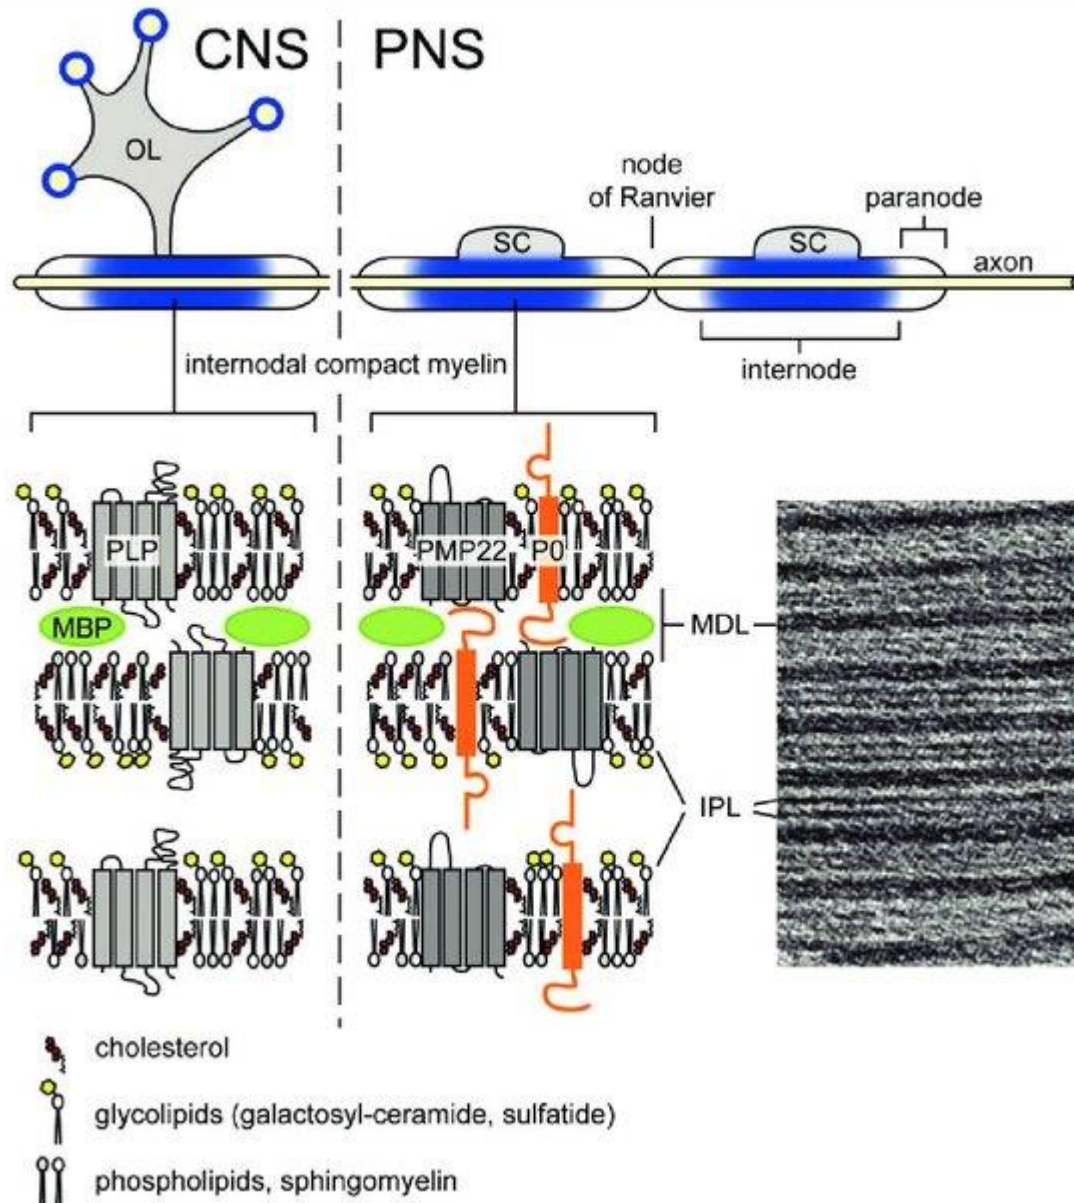 CNS
PNS
OL
node
of Ranvier
paranode
SC
SC
axon
internodal compact myelin
internode
PLP
PMP22
P0
MBP
MDL
IPL
cholesterol
glycolipids (galactosyl-ceramide, sulfatide)
phospholipids, sphingomyelin